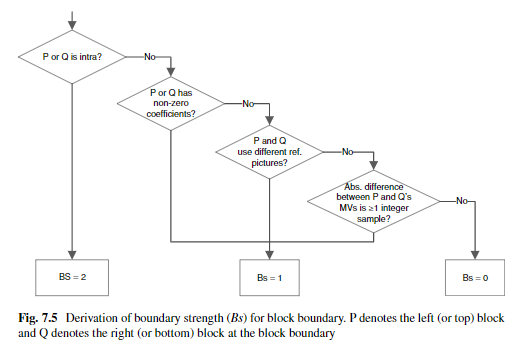 P or Q is intra?
No
P or Q has
non-zero
coefficients?
No
P and Q
use different ref.
pictures?
No
Abs. difference
between P and Q's
MVs is ≥1 integer
sample?
No
BS = 2
Bs = 1
Bs = 0
Fig. 7.5 Derivation of boundary strength (Bs) for block boundary. P denotes the left (or top) block
and Q denotes the right (or bottom) block at the block boundary